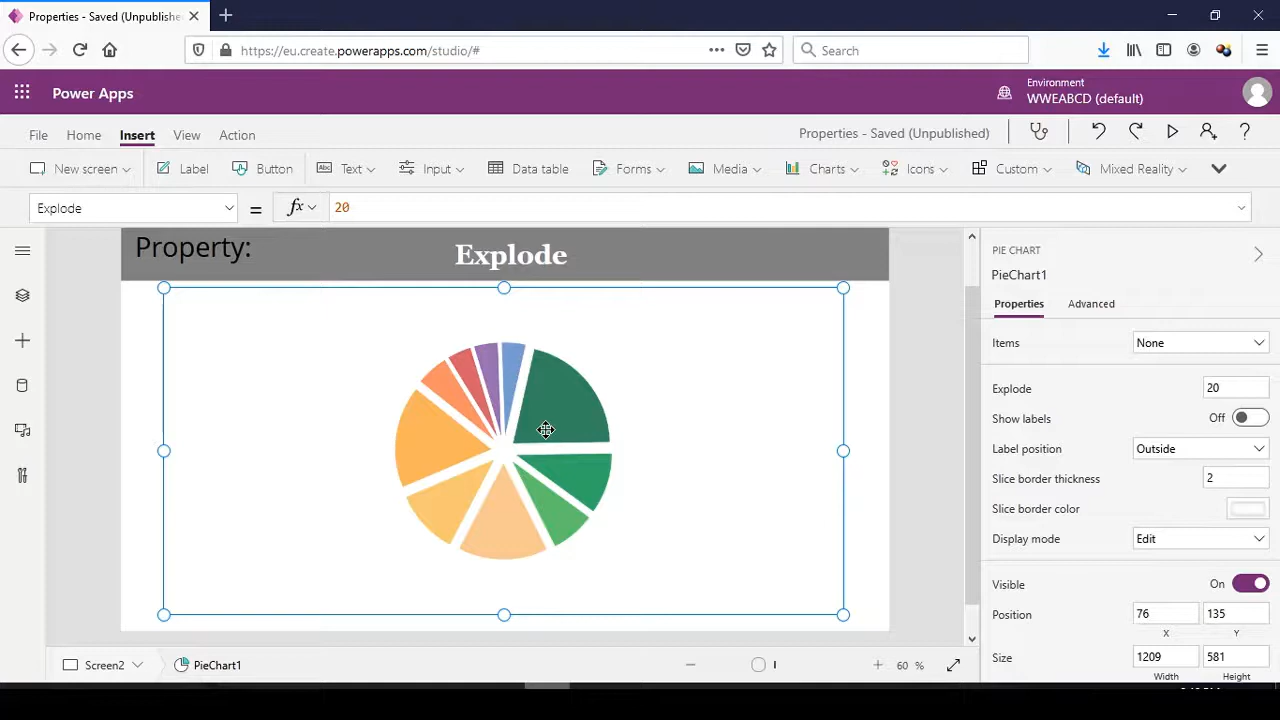 Properties - Saved (Unpublishe
https://eu.create.powerapps.com/studio/#
Search
Power Apps
Environment
WWEABCD (default)
File Home Insert View Action
Properties - Saved (Unpublished)
New screen Label Button Text Input Data table Forms Media Charts Icons Custom Mixed Reality
Explode = fx 20
Property: Explode
PIE CHART
PieChart1
Properties Advanced
Items None
Explode 20
Show labels Off
Label position Outside
Slice border thickness 2
Slice border color
Display mode Edit
Visible On
Position 76 135
X Y
Size 1209 581
Width Height
Screen2 PieChart1 60 %